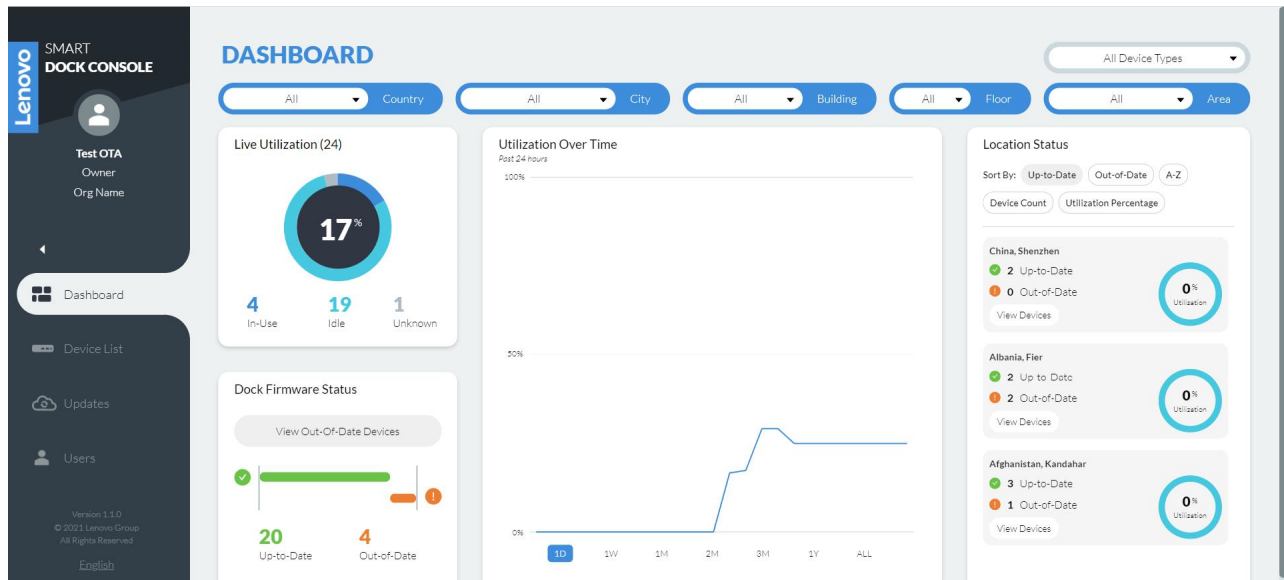 Lenovo
SMART
DOCK CONSOLE
Test OTA
Owner
Org Name
Dashboard
Device List
Updates
Users
Version 1.1.0
© 2021 Lenovo Group
All Rights Reserved
English
DASHBOARD
All Device Types
All Country
All City
All Building
All Floor
All Area
Live Utilization (24)
17%
4 19 1
In-Use Idle Unknown
Dock Firmware Status
View Out-Of-Date Devices
20 4
Up-to-Date Out-of-Date
Utilization Over Time
Past 24 hours
100%
50%
0%
1D 1W 1M 2M 3M 1Y ALL
Location Status
Sort By: Up-to-Date Out-of-Date A-Z
Device Count Utilization Percentage
China, Shenzhen
2 Up-to-Date
0 Out-of-Date
View Devices
0%
Utilization
Albania, Fier
2 Up to Date
2 Out-of-Date
View Devices
0%
Utilization
Afghanistan, Kandahar
3 Up-to-Date
1 Out-of-Date
View Devices
0%
Utilization